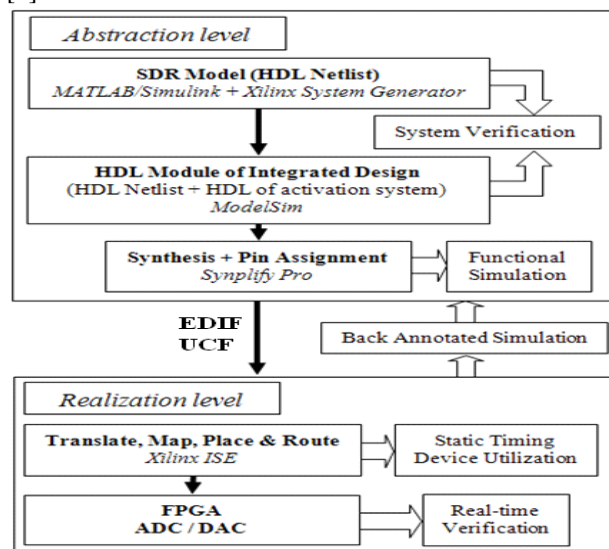 Abstraction level
SDR Model (HDL Netlist)
MATLAB/Simulink + Xilinx System Generator
System Verification
HDL Module of Integrated Design
(HDL Netlist + HDL of activation system)
ModelSim
Synthesis + Pin Assignment
Synplify Pro
Functional
Simulation
EDIF
UCF
Back Annotated Simulation
Realization level
Translate, Map, Place & Route
Xilinx ISE
Static Timing
Device Utilization
FPGA
ADC / DAC
Real-time
Verification